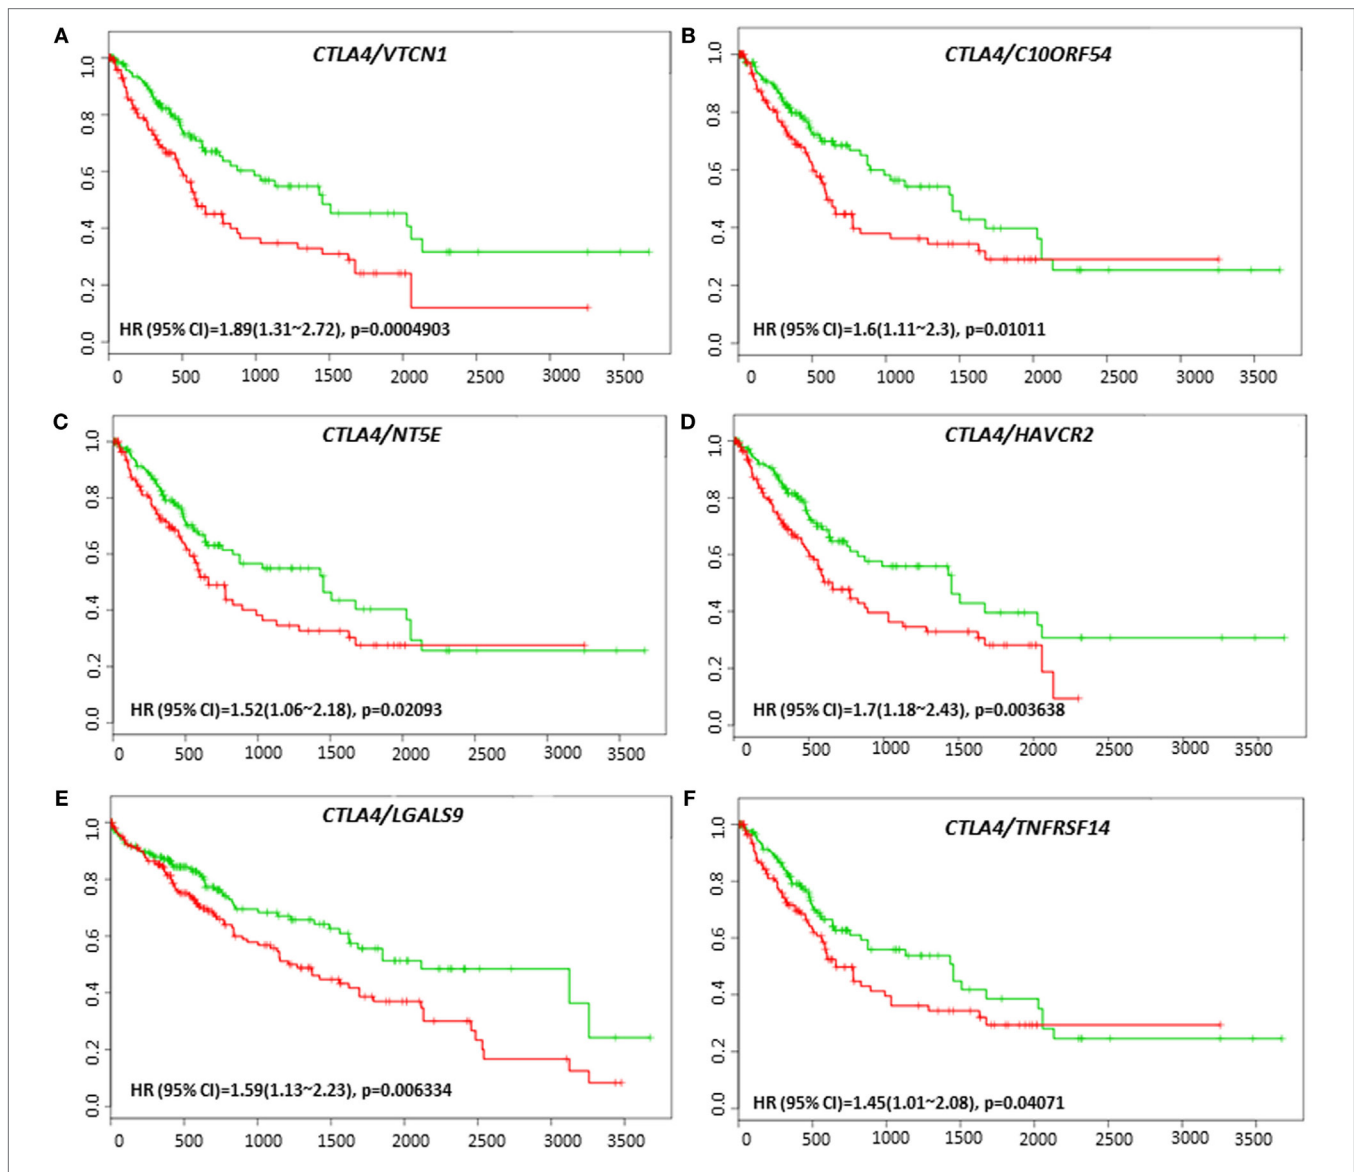 A
CTLA4/VTCN1
1.0
0.8
0.6
0.4
0.2
0.0
HR (95% CI)=1.89(1.31~2.72), p=0.0004903
0 500 1000 1500 2000 2500 3000 3500
B
CTLA4/C10ORF54
1.0
0.8
0.6
0.4
0.2
0.0
HR (95% CI)=1.6(1.11~2.3), p=0.01011
0 500 1000 1500 2000 2500 3000 3500
C
CTLA4/NT5E
1.0
0.8
0.6
0.4
0.2
0.0
HR (95% CI)=1.52(1.06~2.18), p=0.02093
0 500 1000 1500 2000 2500 3000 3500
D
CTLA4/HAVCR2
1.0
0.8
0.6
0.4
0.2
0.0
HR (95% CI)=1.7(1.18~2.43), p=0.003638
0 500 1000 1500 2000 2500 3000 3500
E
CTLA4/LGALS9
1.0
0.8
0.6
0.4
0.2
0.0
HR (95% CI)=1.59(1.13~2.23), p=0.006334
0 500 1000 1500 2000 2500 3000 3500
F
CTLA4/TNFRSF14
1.0
0.8
0.6
0.4
0.2
0.0
HR (95% CI)=1.45(1.01~2.08), p=0.04071
0 500 1000 1500 2000 2500 3000 3500